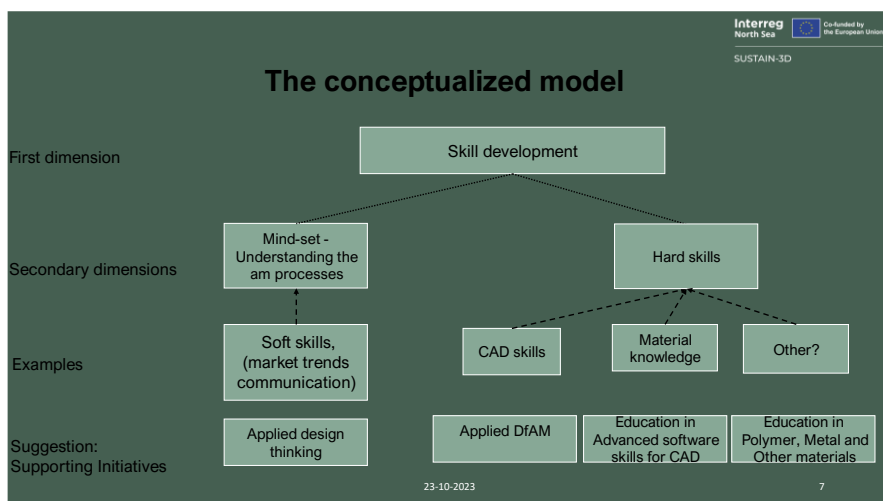 Interreg
North Sea
Co-funded by
the European Union
SUSTAIN-3D
The conceptualized model
First dimension
Skill development
Secondary dimensions
Mind-set -
Understanding the
am processes
Hard skills
Examples
Soft skills,
(market trends
communication)
CAD skills
Material
knowledge
Other?
Suggestion:
Supporting Initiatives
Applied design
thinking
Applied DfAM
Education in
Advanced software
skills for CAD
Education in
Polymer, Metal and
Other materials
23-10-2023
7